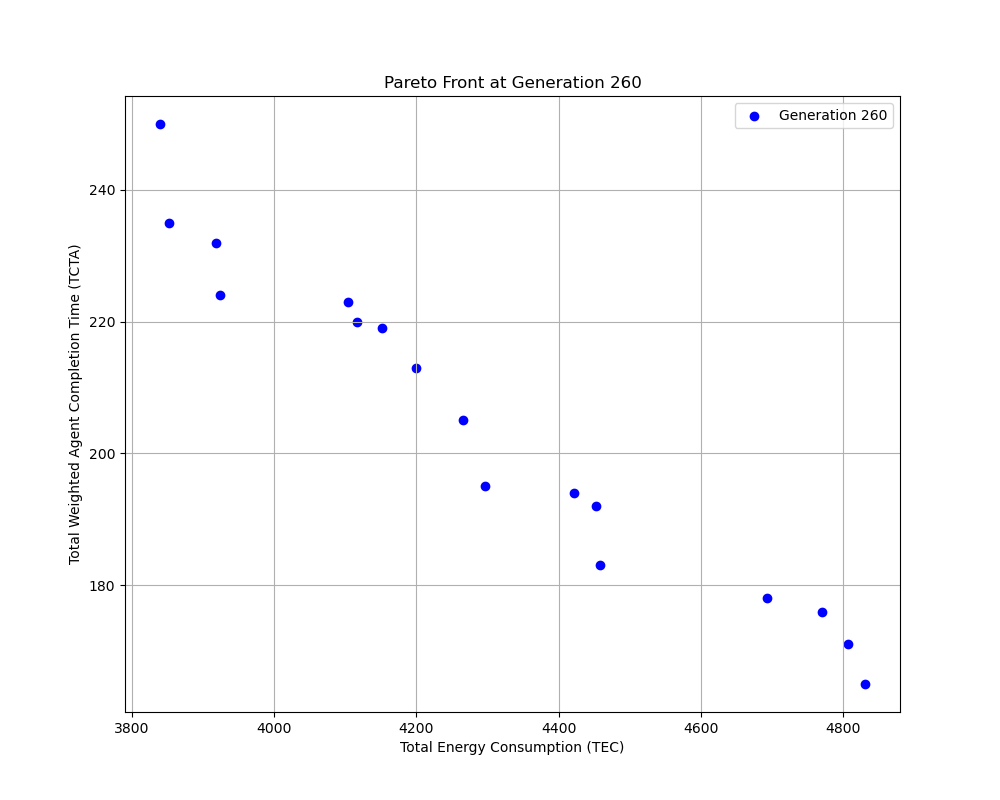 Pareto Front at Generation 260
Generation 260
Total Weighted Agent Completion Time (TCTA)
240
220
200
180
3800 4000 4200 4400 4600 4800
Total Energy Consumption (TEC)